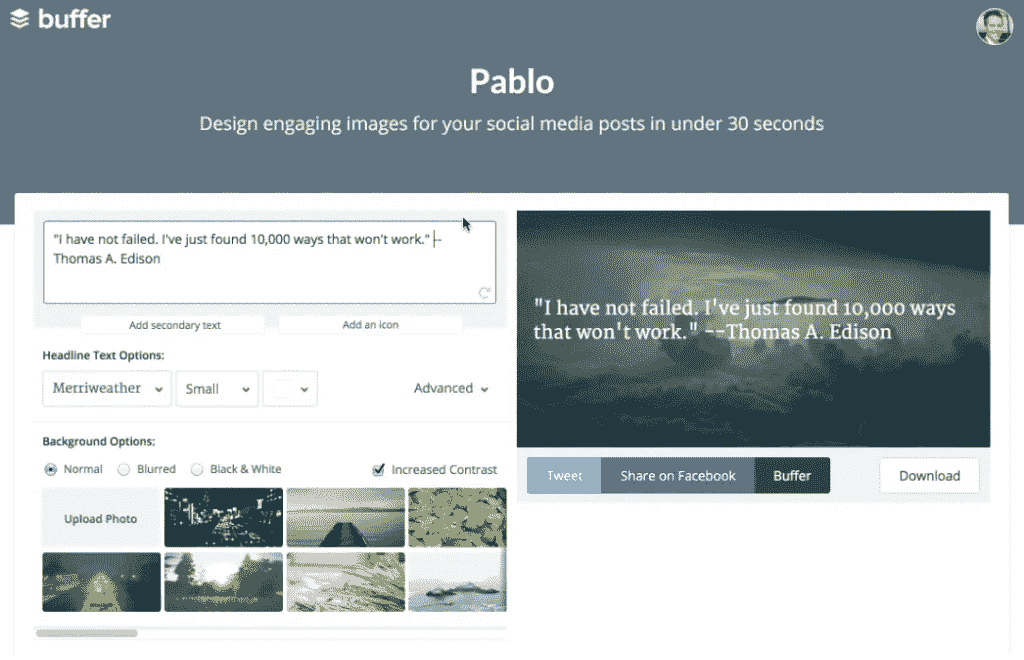 buffer
Pablo
Design engaging images for your social media posts in under 30 seconds
"I have not failed. I've just found 10,000 ways that won't work." --
Thomas A. Edison
Add secondary text
Add an icon
Headline Text Options:
Merriweather
Small
Advanced
Background Options:
Normal
Blurred
Black & White
Increased Contrast
Upload Photo
"I have not failed. I've just found 10,000 ways
that won't work." --Thomas A. Edison
Tweet
Share on Facebook
Buffer
Download